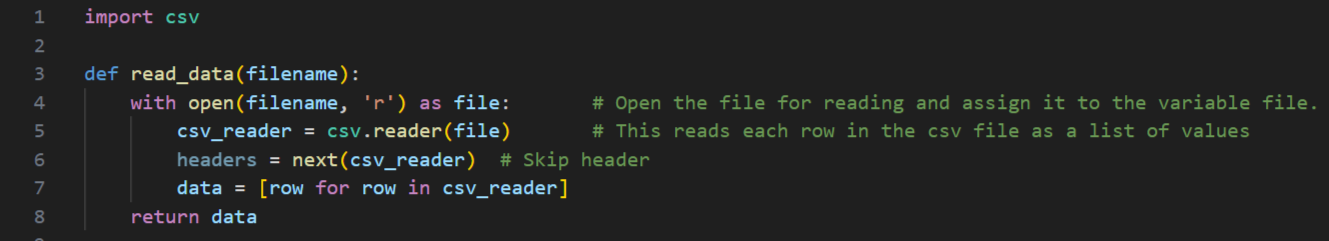 1 import csv
2
3 def read_data(filename):
4     with open(filename, 'r') as file:       # Open the file for reading and assign it to the variable file.
5         csv_reader = csv.reader(file)       # This reads each row in the csv file as a list of values
6         headers = next(csv_reader)  # Skip header
7         data = [row for row in csv_reader]
8     return data